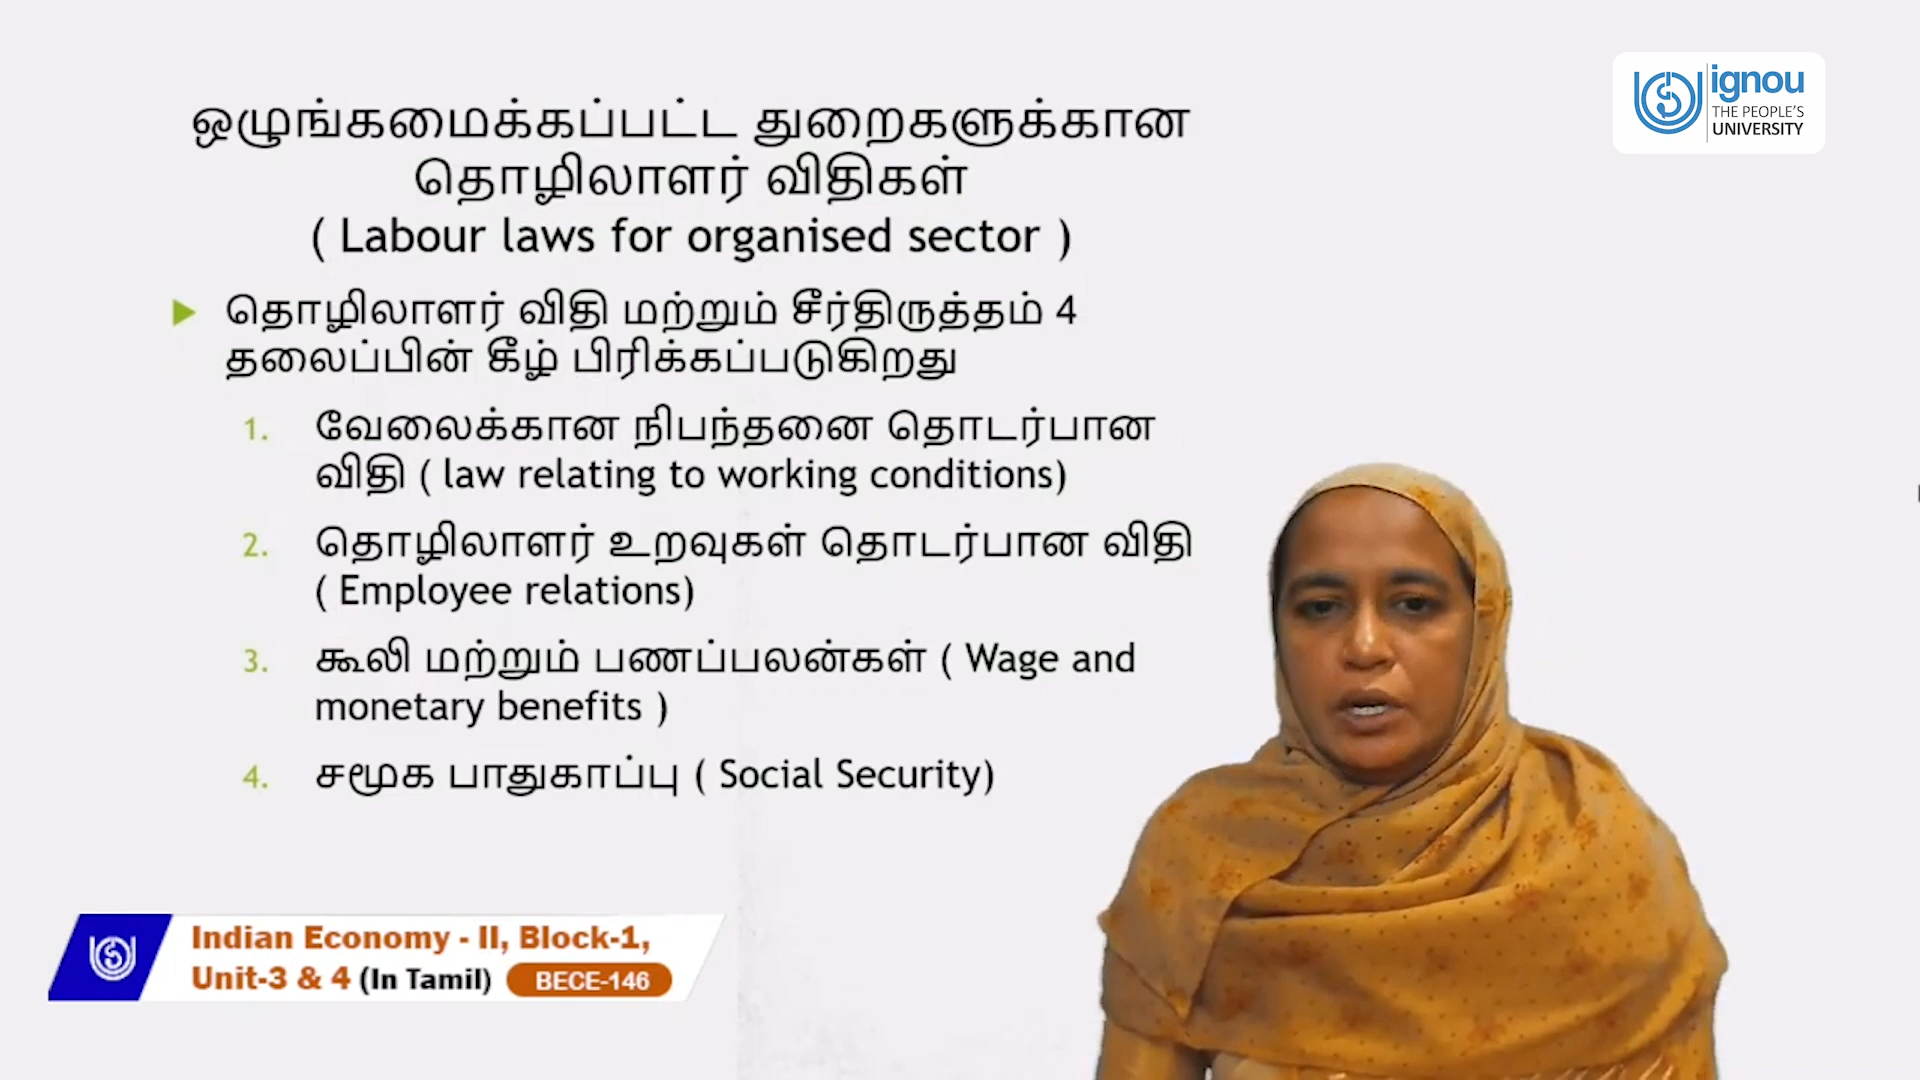 ignou
THE PEOPLE'S
UNIVERSITY
ஒழுங்கமைக்கப்பட்ட துறைகளுக்கான
தொழிலாளர் விதிகள்
( Labour laws for organised sector )
தொழிலாளர் விதி மற்றும் சீர்திருத்தம் 4
தலைப்பின் கீழ் பிரிக்கப்படுகிறது
1. வேலைக்கான நிபந்தனை தொடர்பான
விதி ( law relating to working conditions)
2. தொழிலாளர் உறவுகள் தொடர்பான விதி
( Employee relations)
3. கூலி மற்றும் பணப்பலன்கள் ( Wage and
monetary benefits )
4. சமூக பாதுகாப்பு ( Social Security)
Indian Economy - II, Block-1,
Unit-3 & 4 (In Tamil) BECE-146